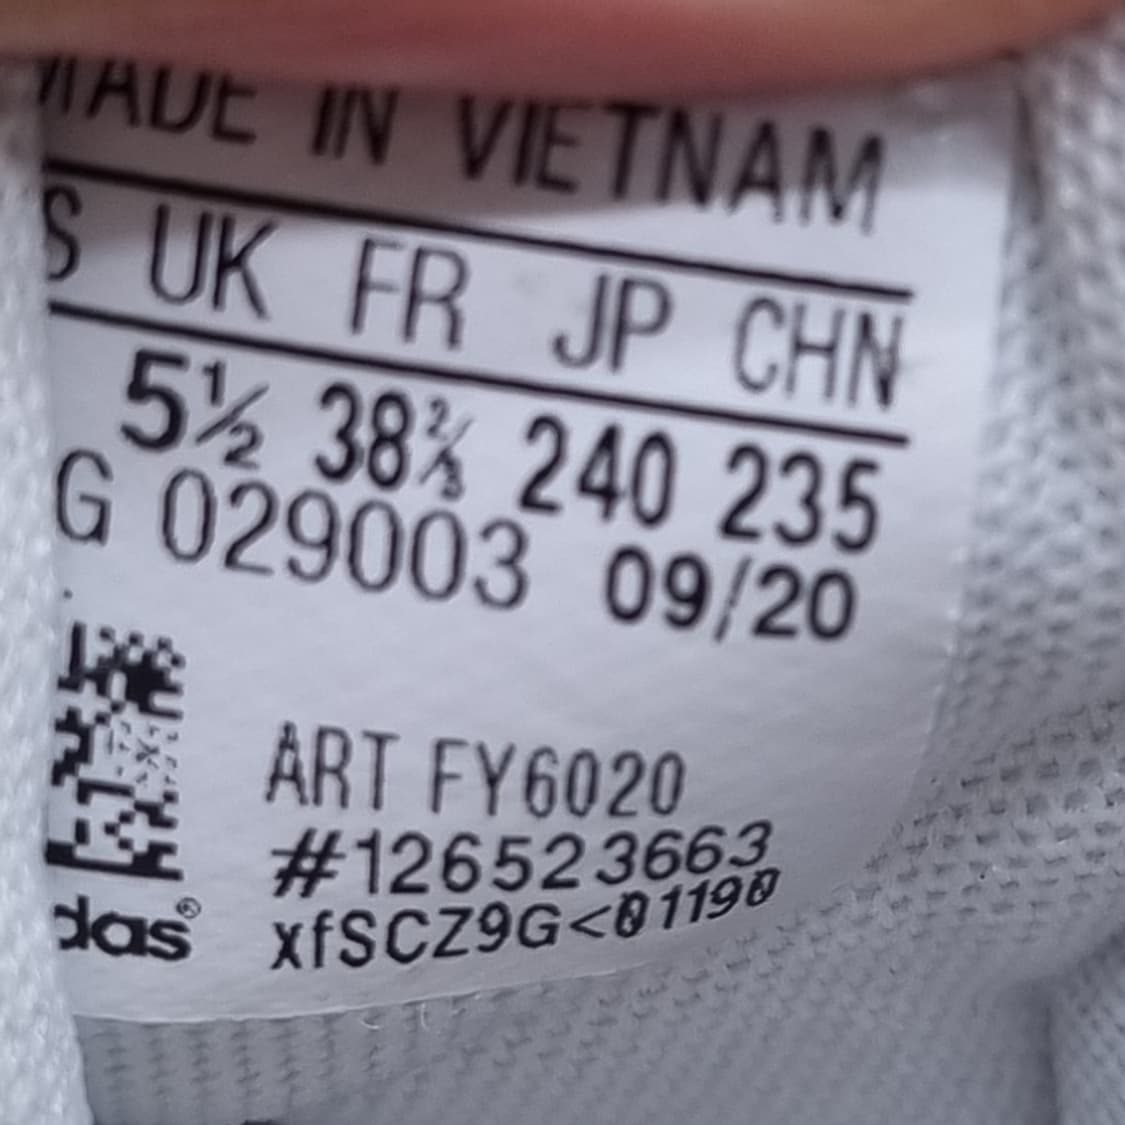 MADE IN VIETNAM
S UK FR JP CHN
5½ 38⅔ 240 235
G 029003 09/20
ART FY6020
#126523663
xfSCZ9G<01190
das®